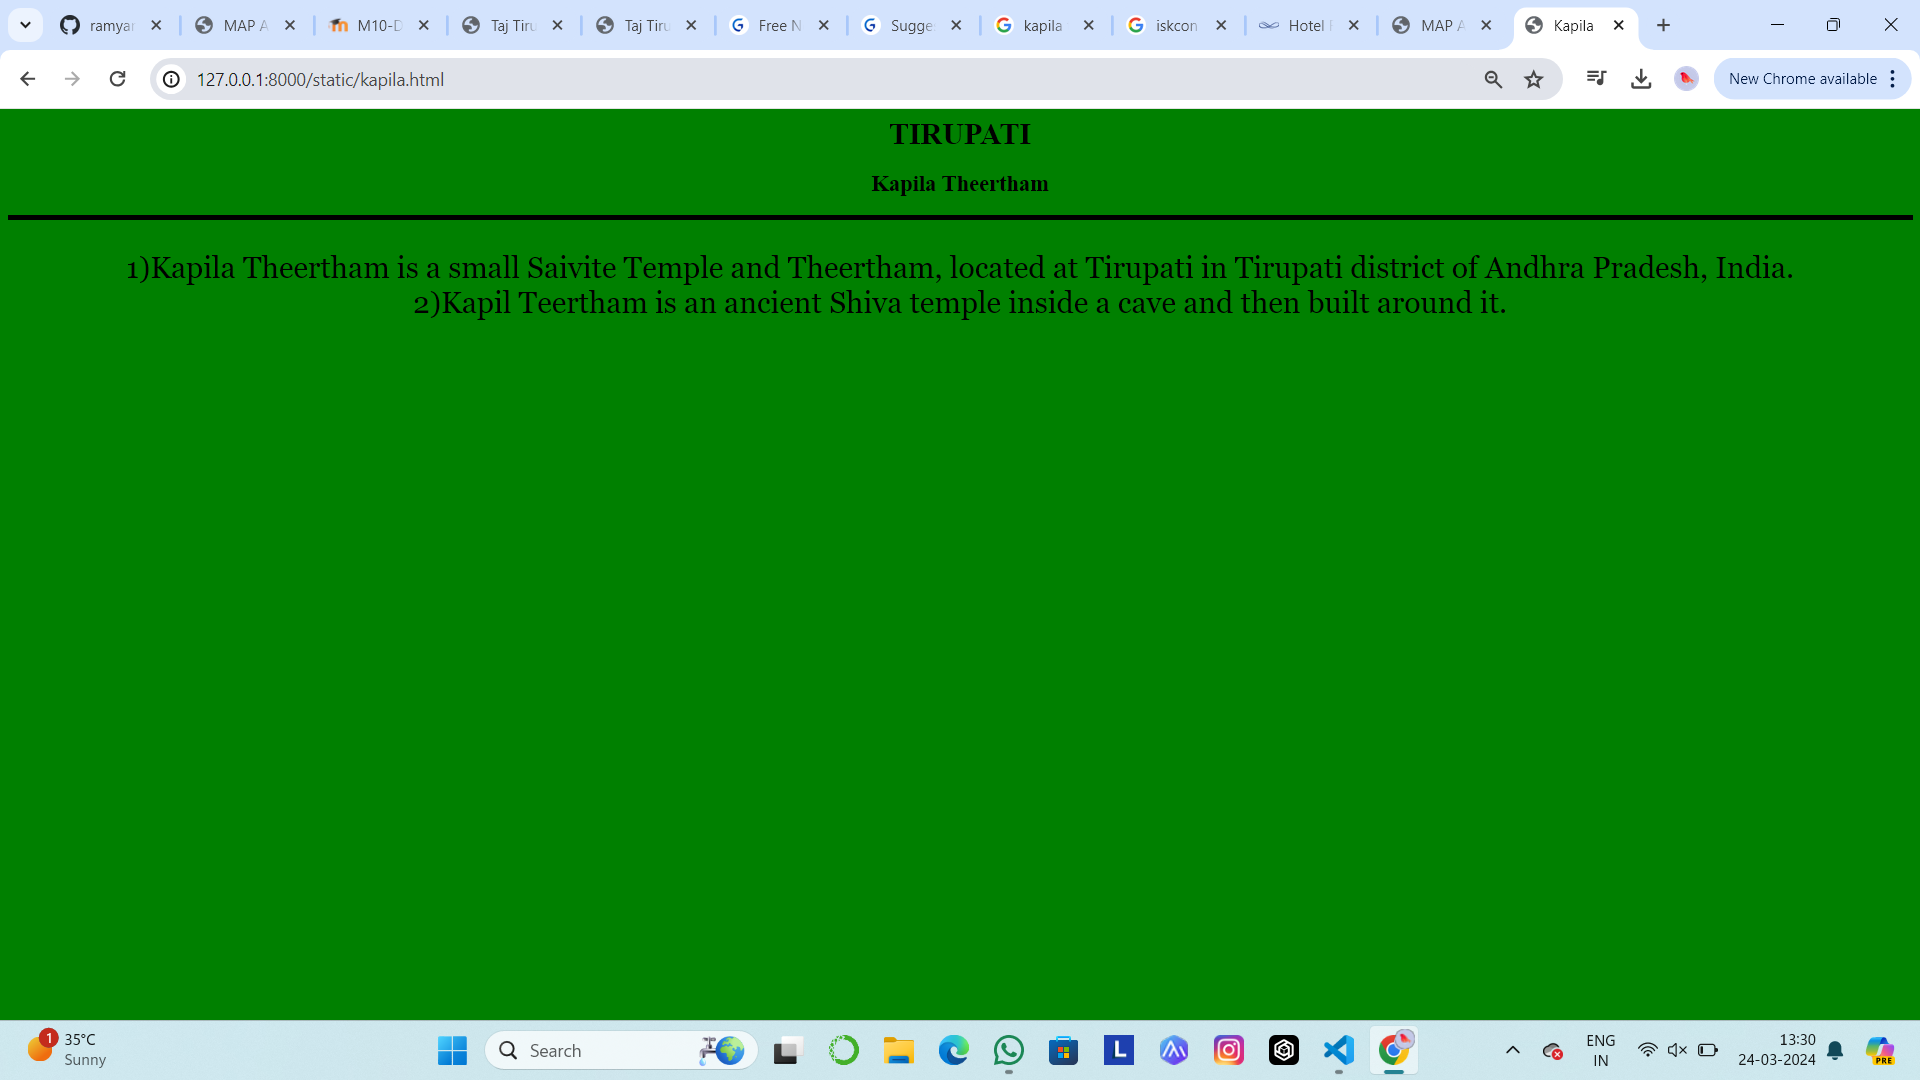 ramyar
MAP A
M10-D
Taj Tiru
Taj Tiru
Free N
Sugge
kapila
iskcon
Hotel
MAP A
Kapila
127.0.0.1:8000/static/kapila.html
New Chrome available
TIRUPATI
Kapila Theertham
1)Kapila Theertham is a small Saivite Temple and Theertham, located at Tirupati in Tirupati district of Andhra Pradesh, India.
2)Kapil Teertham is an ancient Shiva temple inside a cave and then built around it.
1
35°C
Sunny
Search
L
ENG
IN
13:30
24-03-2024
PRE